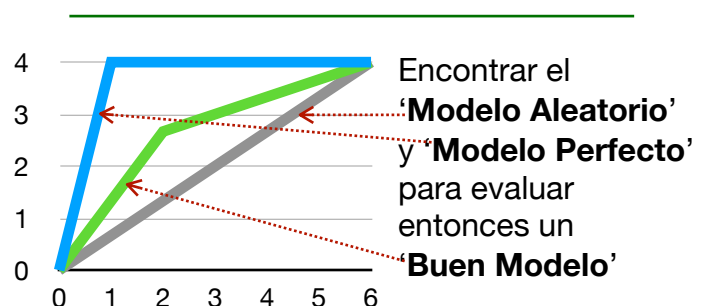 4
3
2
1
0
0 1 2 3 4 5 6
Encontrar el
‘Modelo Aleatorio’
y ‘Modelo Perfecto’
para evaluar
entonces un
‘Buen Modelo’